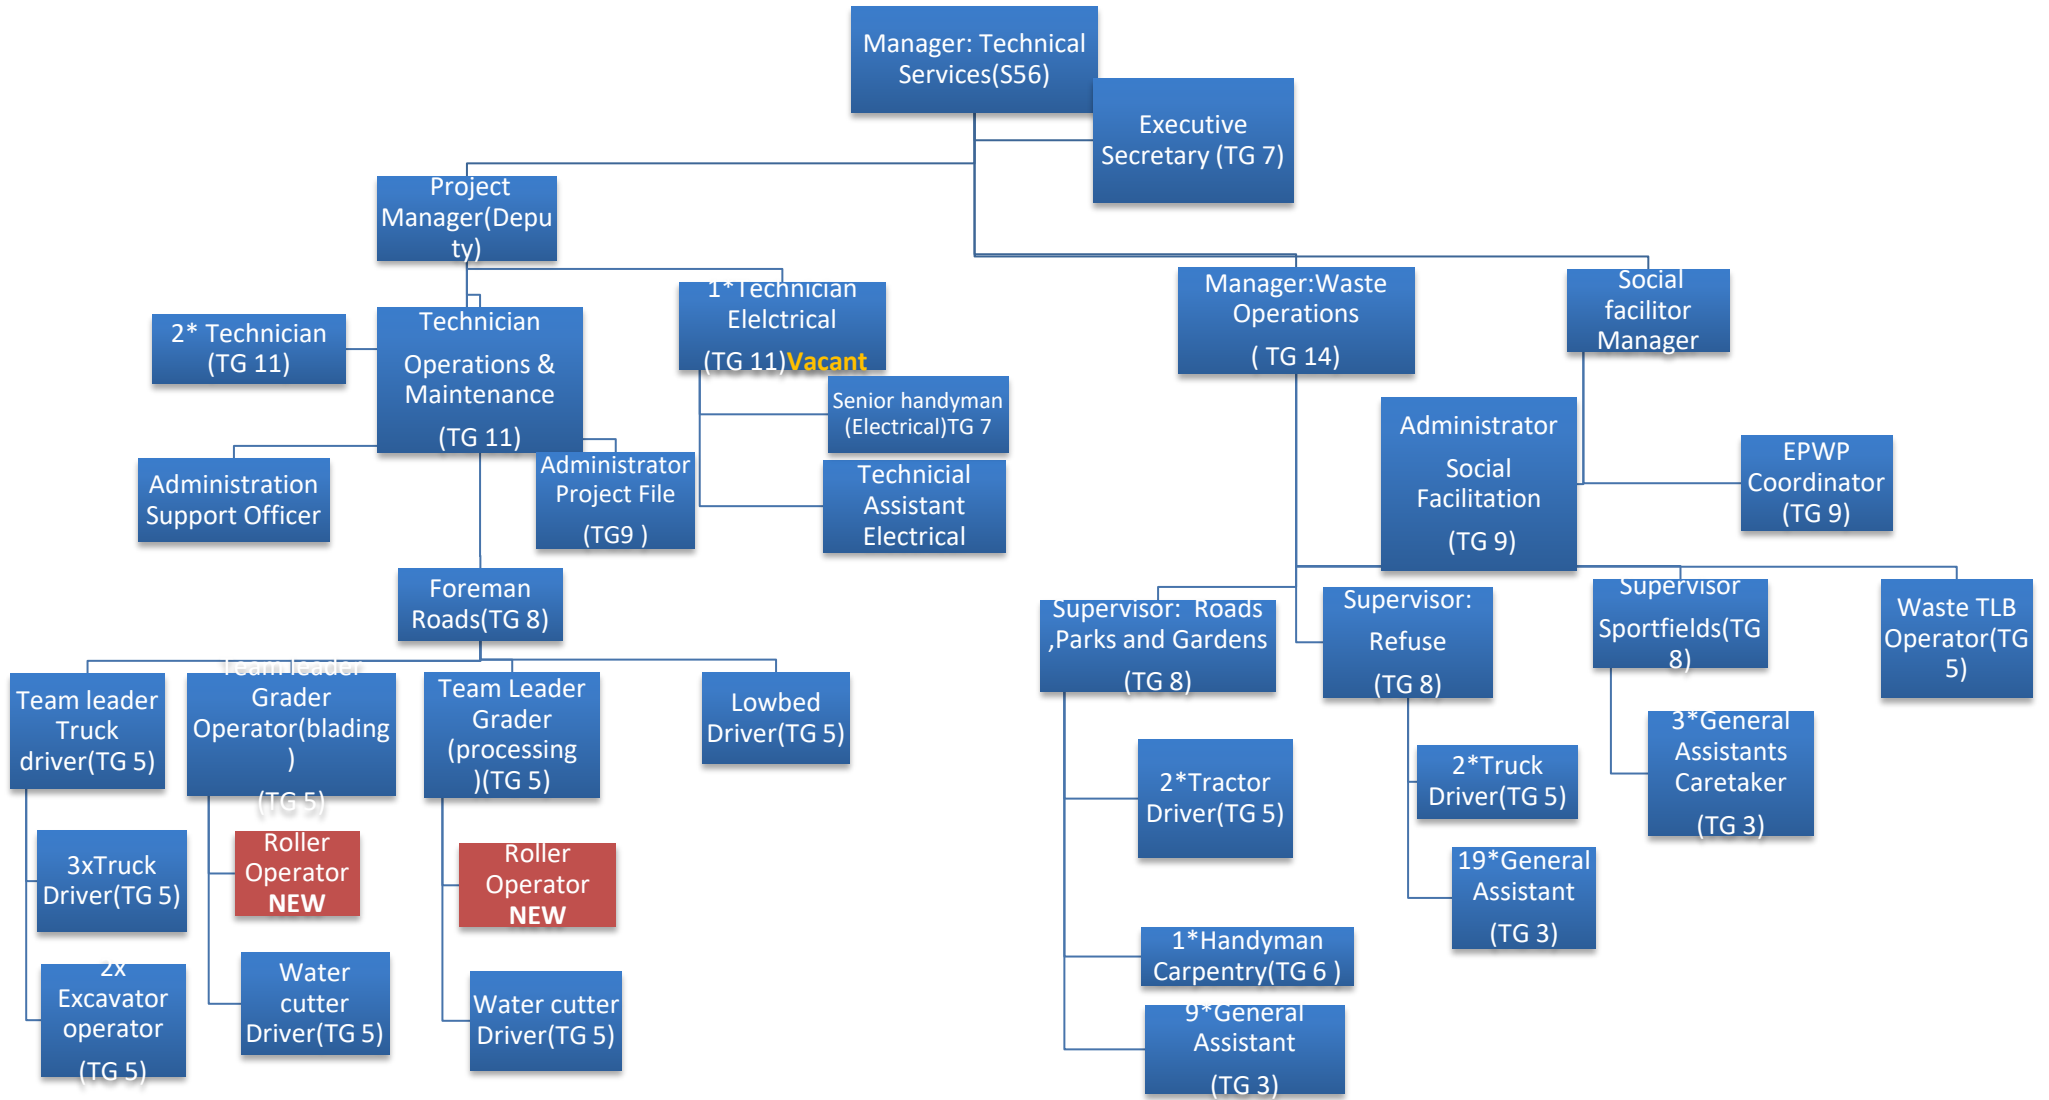 Manager: Technical
Services(S56)
Executive
Secretary (TG 7)
Project
Manager(Depu
ty)
2* Technician
(TG 11)
Technician
Operations &
Maintenance
(TG 11)
1*Technician
Elelctrical
(TG 11)Vacant
Manager:Waste
Operations
( TG 14)
Social
facilitor
Manager
Senior handyman
(Electrical)TG 7
Technicial
Assistant
Electrical
Administration
Support Officer
Administrator
Project File
(TG9 )
Administrator
Social
Facilitation
(TG 9)
EPWP
Coordinator
(TG 9)
Foreman
Roads(TG 8)
Supervisor:  Roads
,Parks and Gardens
(TG 8)
Supervisor:
Refuse
(TG 8)
Supervisor
Sportfields(TG
8)
Waste TLB
Operator(TG
5)
Team leader
Truck
driver(TG 5)
Team leader
Grader
Operator(blading
)
(TG 5)
Team Leader
Grader
(processing
)(TG 5)
Lowbed
Driver(TG 5)
3xTruck
Driver(TG 5)
2x
Excavator
operator
(TG 5)
Roller
Operator
NEW
Water
cutter
Driver(TG 5)
Roller
Operator
NEW
Water cutter
Driver(TG 5)
2*Tractor
Driver(TG 5)
1*Handyman
Carpentry(TG 6 )
9*General
Assistant
(TG 3)
2*Truck
Driver(TG 5)
19*General
Assistant
(TG 3)
3*General
Assistants
Caretaker
(TG 3)